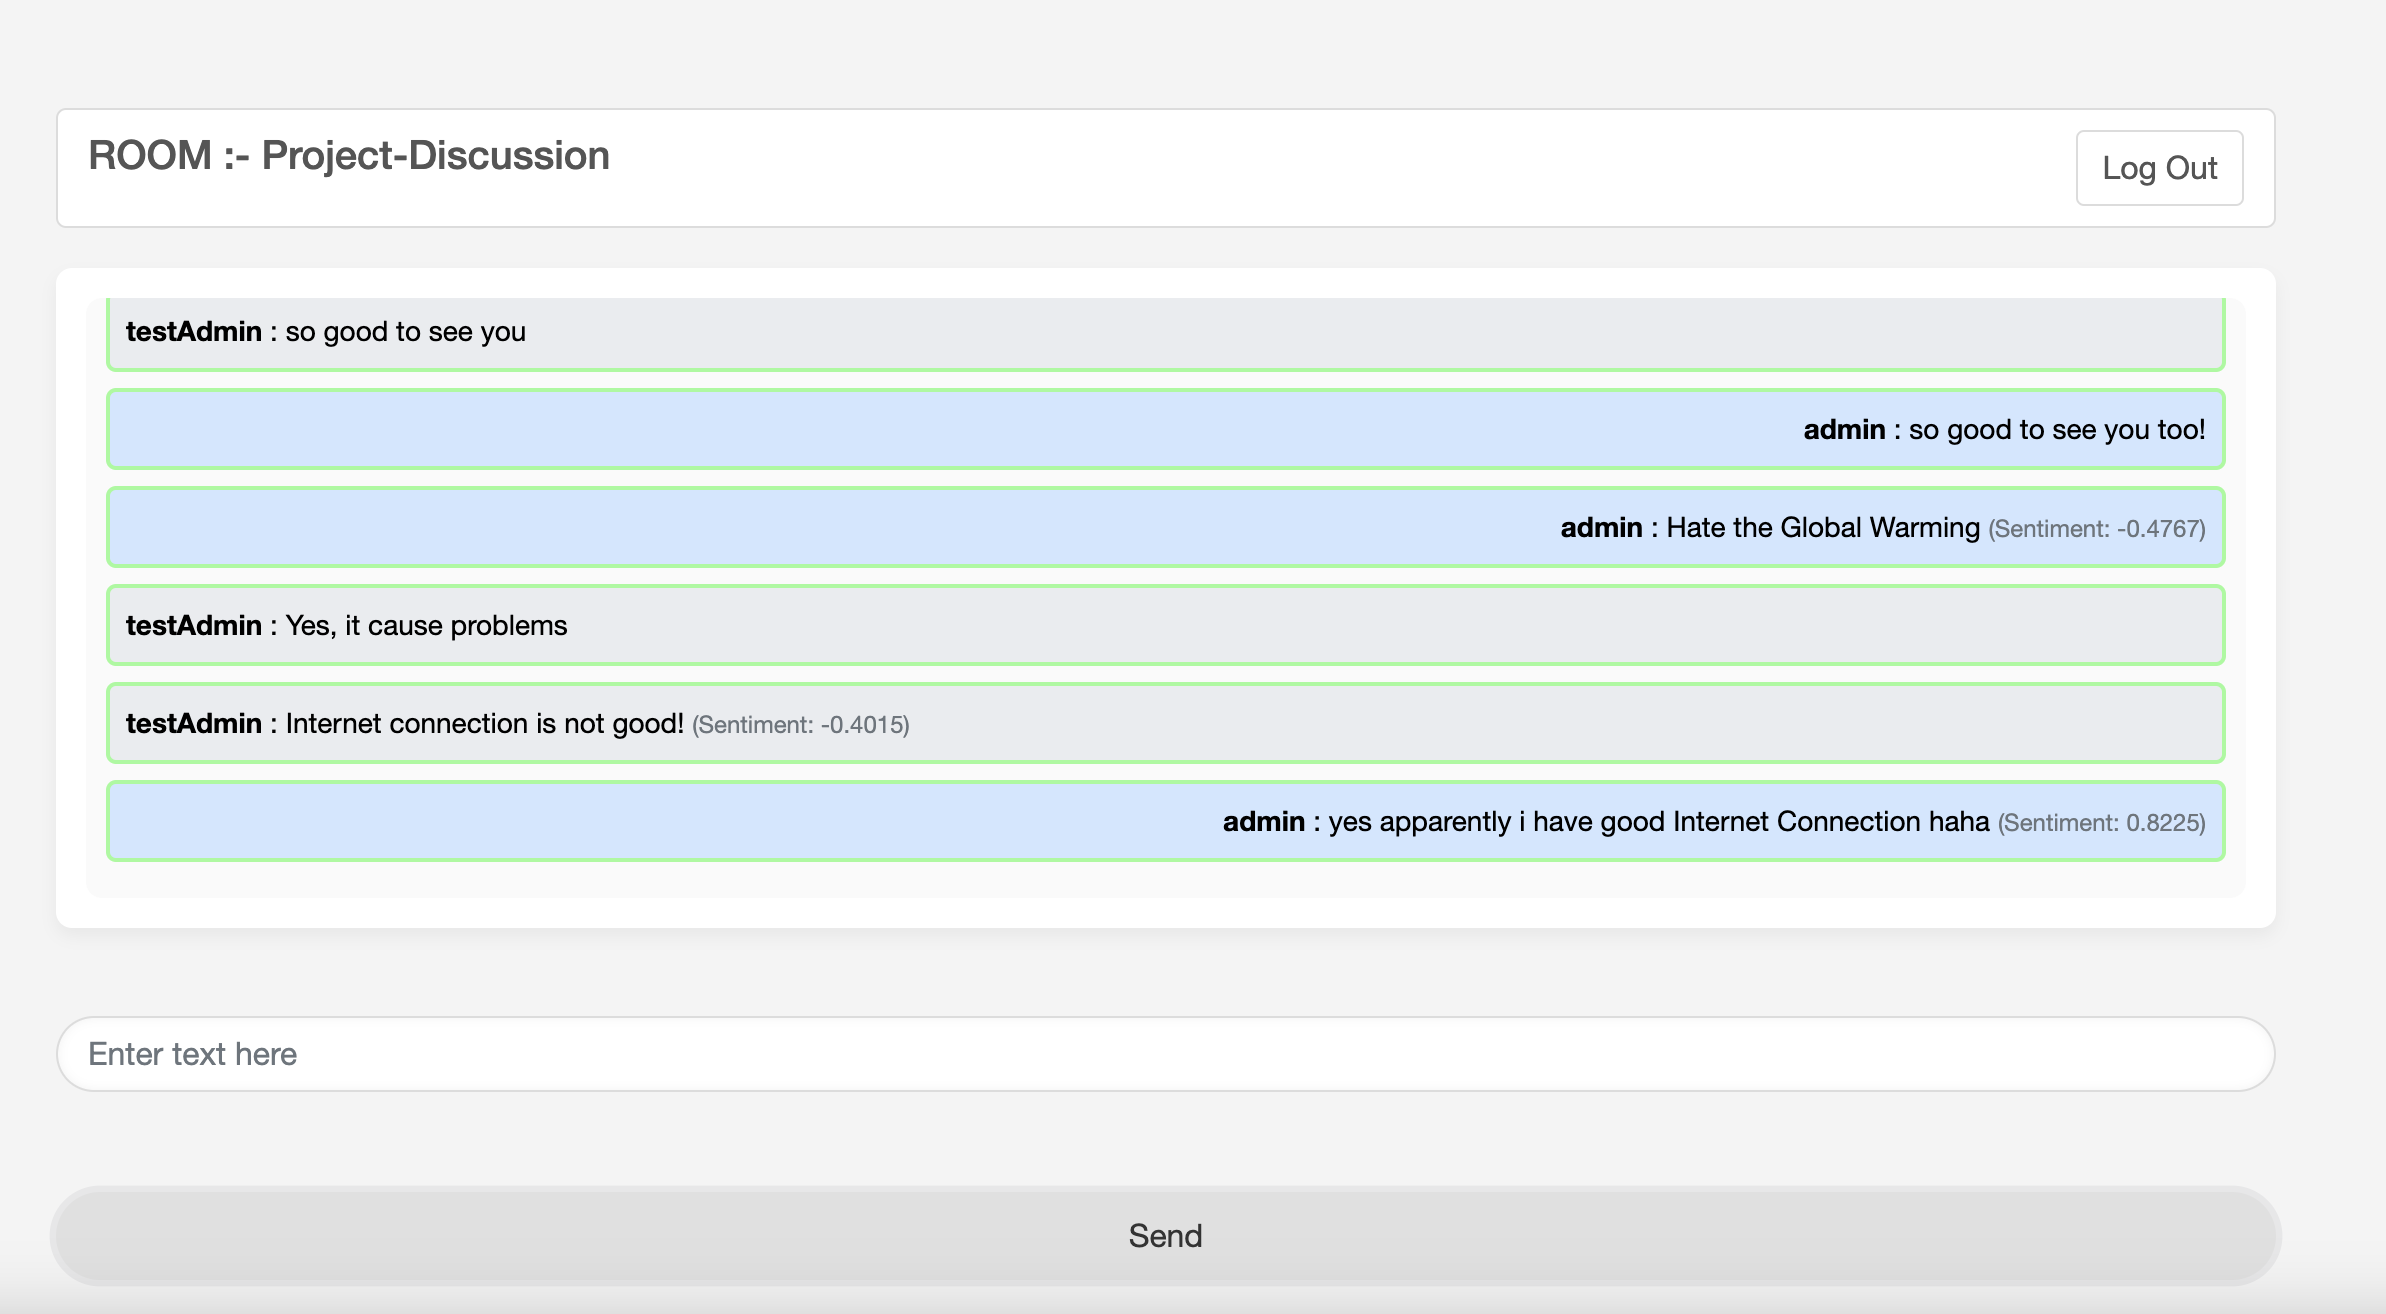 ROOM :- Project-Discussion
Log Out
testAdmin : so good to see you
admin : so good to see you too!
admin : Hate the Global Warming (Sentiment: -0.4767)
testAdmin : Yes, it cause problems
testAdmin : Internet connection is not good! (Sentiment: -0.4015)
admin : yes apparently i have good Internet Connection haha (Sentiment: 0.8225)
Enter text here
Send